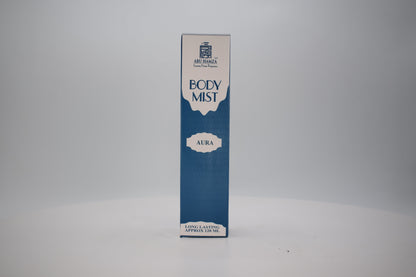 ABU HAMZA
BODY
MIST
AURA
LONG LASTING
APPROX 120 ML